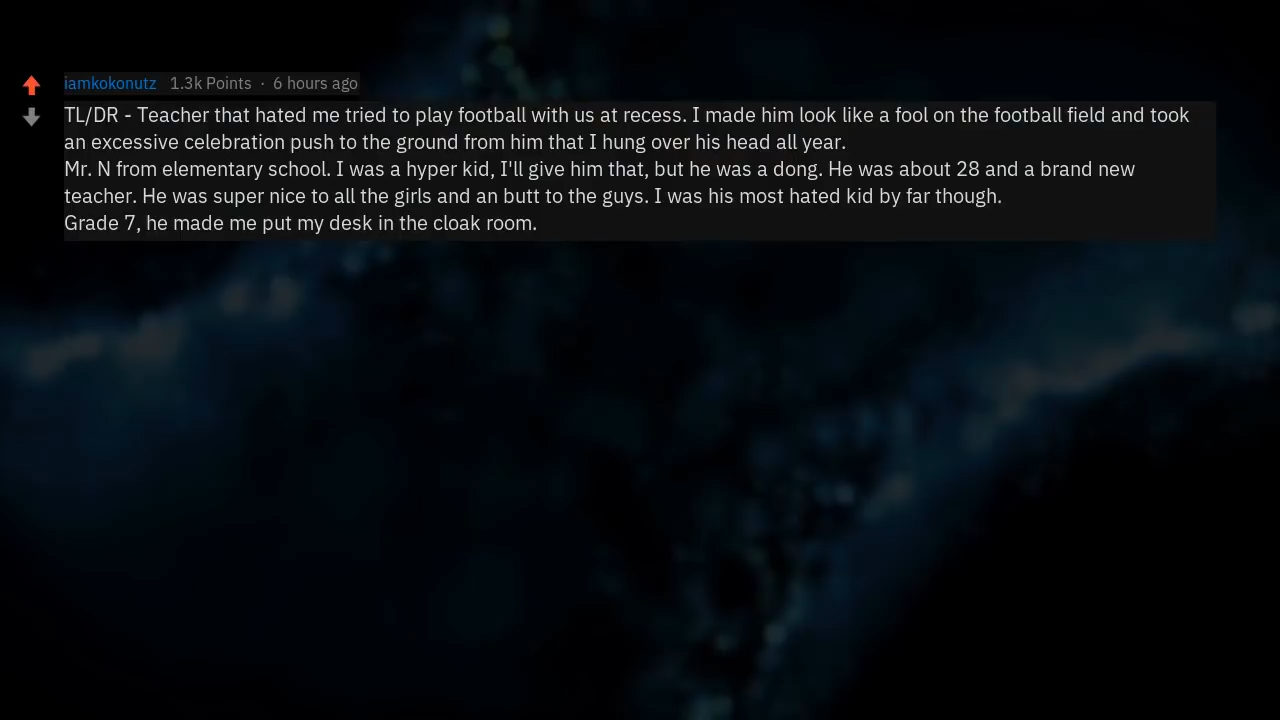 iamkokonutz 1.3k Points · 6 hours ago
TL/DR - Teacher that hated me tried to play football with us at recess. I made him look like a fool on the football field and took
an excessive celebration push to the ground from him that I hung over his head all year.
Mr. N from elementary school. I was a hyper kid, I'll give him that, but he was a dong. He was about 28 and a brand new
teacher. He was super nice to all the girls and an butt to the guys. I was his most hated kid by far though.
Grade 7, he made me put my desk in the cloak room.